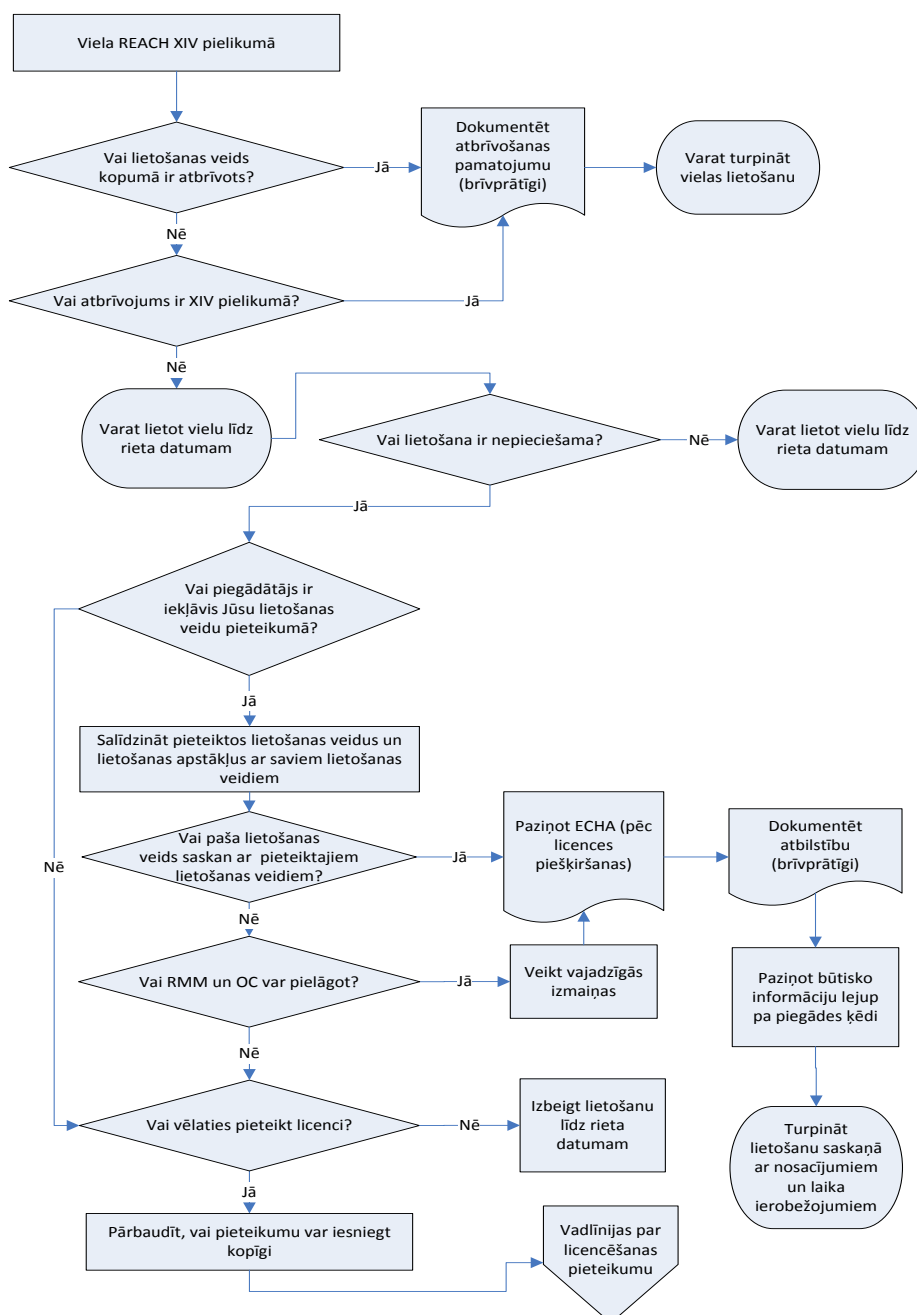 Viela REACH XIV pielikumā
Vai lietošanas veids
kopumā ir atbrīvots?
Jā
Dokumentēt
atbrīvošanas
pamatojumu
(brīvprātīgi)
Varat turpināt
vielas lietošanu
Nē
Vai atbrīvojums ir XIV pielikumā?
Jā
Nē
Varat lietot vielu līdz
rieta datumam
Vai lietošana ir nepieciešama?
Nē
Varat lietot vielu līdz
rieta datumam
Jā
Vai piegādātājs ir
iekļāvis Jūsu lietošanas
veidu pieteikumā?
Jā
Nē
Salīdzināt pieteiktos lietošanas veidus un
lietošanas apstākļus ar saviem lietošanas
veidiem
Vai paša lietošanas
veids saskan ar pieteiktajiem
lietošanas veidiem?
Jā
Paziņot ECHA (pēc
licences
piešķiršanas)
Dokumentēt
atbilstību
(brīvprātīgi)
Nē
Vai RMM un OC var pielāgot?
Jā
Veikt vajadzīgās
izmaiņas
Paziņot būtisko
informāciju lejup
pa piegādes ķēdi
Nē
Vai vēlaties pieteikt licenci?
Nē
Izbeigt lietošanu
līdz rieta
datumam
Turpināt
lietošanu saskaņā
ar nosacījumiem
un laika
ierobežojumiem
Jā
Pārbaudīt, vai pieteikumu var iesniegt
kopīgi
Vadlīnijas par
licencēšanas
pieteikumu